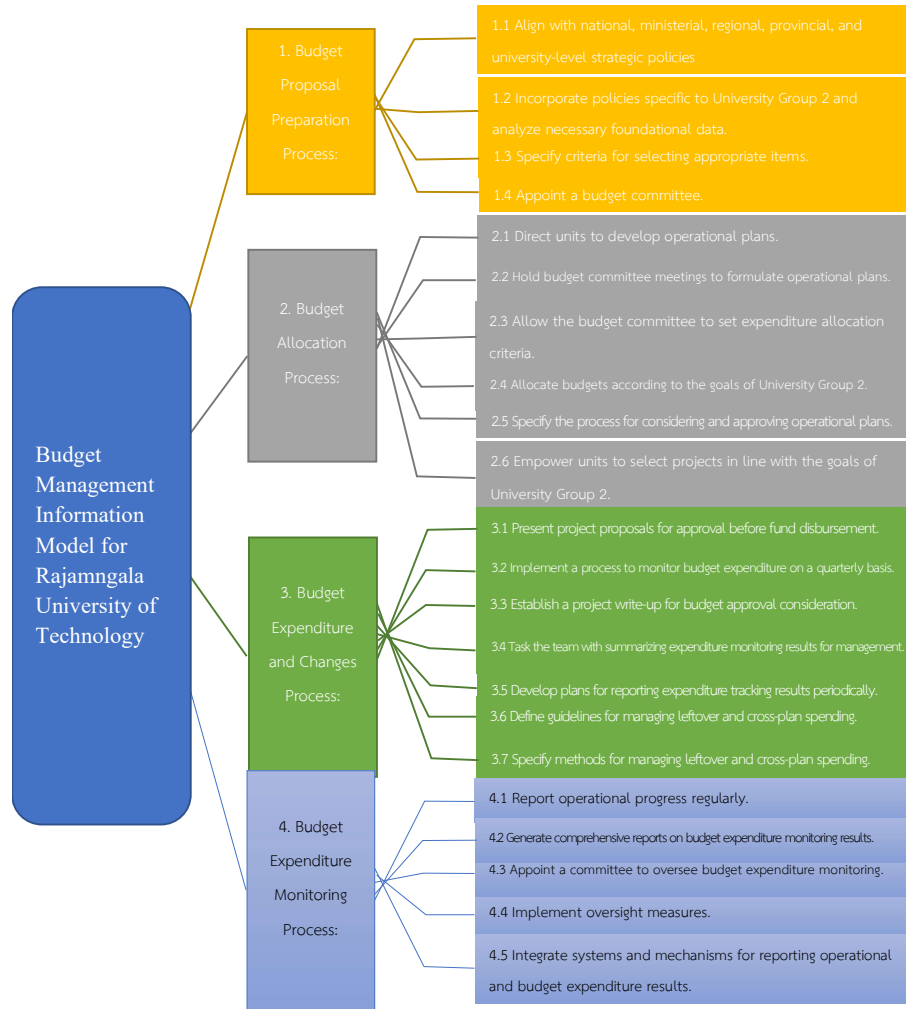 Budget
Management
Information
Model for
Rajamngala
University of
Technology
1. Budget
Proposal
Preparation
Process:
1.1 Align with national, ministerial, regional, provincial, and
university-level strategic policies
1.2 Incorporate policies specific to University Group 2 and
analyze necessary foundational data.
1.3 Specify criteria for selecting appropriate items.
1.4 Appoint a budget committee.
2. Budget
Allocation
Process:
2.1 Direct units to develop operational plans.
2.2 Hold budget committee meetings to formulate operational plans.
2.3 Allow the budget committee to set expenditure allocation
criteria.
2.4 Allocate budgets according to the goals of University Group 2.
2.5 Specify the process for considering and approving operational plans.
2.6 Empower units to select projects in line with the goals of
University Group 2.
3. Budget
Expenditure
and Changes
Process:
3.1 Present project proposals for approval before fund disbursement.
3.2 Implement a process to monitor budget expenditure on a quarterly basis.
3.3 Establish a project write-up for budget approval consideration.
3.4 Task the team with summarizing expenditure monitoring results for management.
3.5 Develop plans for reporting expenditure tracking results periodically.
3.6 Define guidelines for managing leftover and cross-plan spending.
3.7 Specify methods for managing leftover and cross-plan spending.
4. Budget
Expenditure
Monitoring
Process:
4.1 Report operational progress regularly.
4.2 Generate comprehensive reports on budget expenditure monitoring results.
4.3 Appoint a committee to oversee budget expenditure monitoring.
4.4 Implement oversight measures.
4.5 Integrate systems and mechanisms for reporting operational
and budget expenditure results.